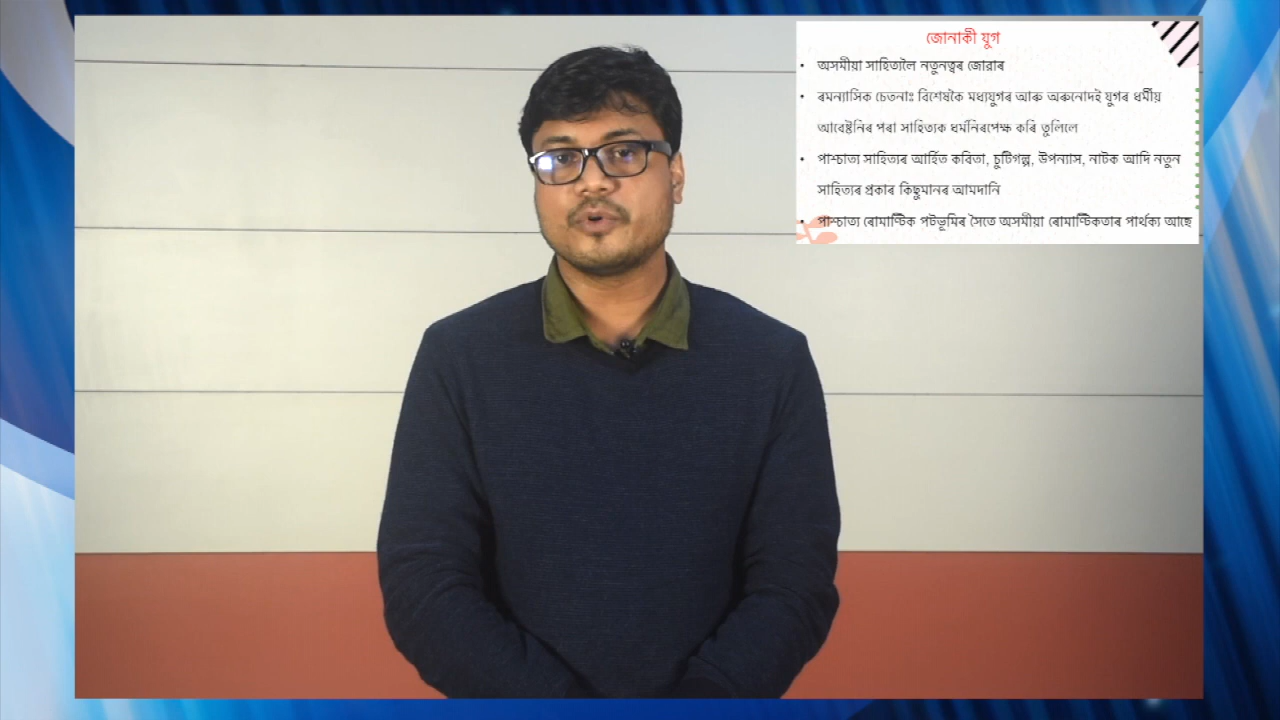 জোনাকী যুগ
• অসমীয়া সাহিত্যলৈ নতুনত্বৰ জোৱাৰ
• ৰমন্যাসিক চেতনাঃ বিশেষকৈ মধ্যযুগৰ আৰু অৰুনোদই যুগৰ ধৰ্মীয়
আবেষ্টনিৰ পৰা সাহিত্যক ধৰ্মনিৰপেক্ষ কৰি তুলিলে
• পাশ্চাত্য সাহিত্যৰ আৰ্হিত কবিতা, চুটিগল্প, উপন্যাস, নাটক আদি নতুন
সাহিত্যৰ প্ৰকাৰ কিছুমানৰ আমদানি
• পাশ্চাত্য ৰোমাণ্টিক পটভূমিৰ সৈতে অসমীয়া ৰোমাণ্টিকতাৰ পাৰ্থক্য আছে